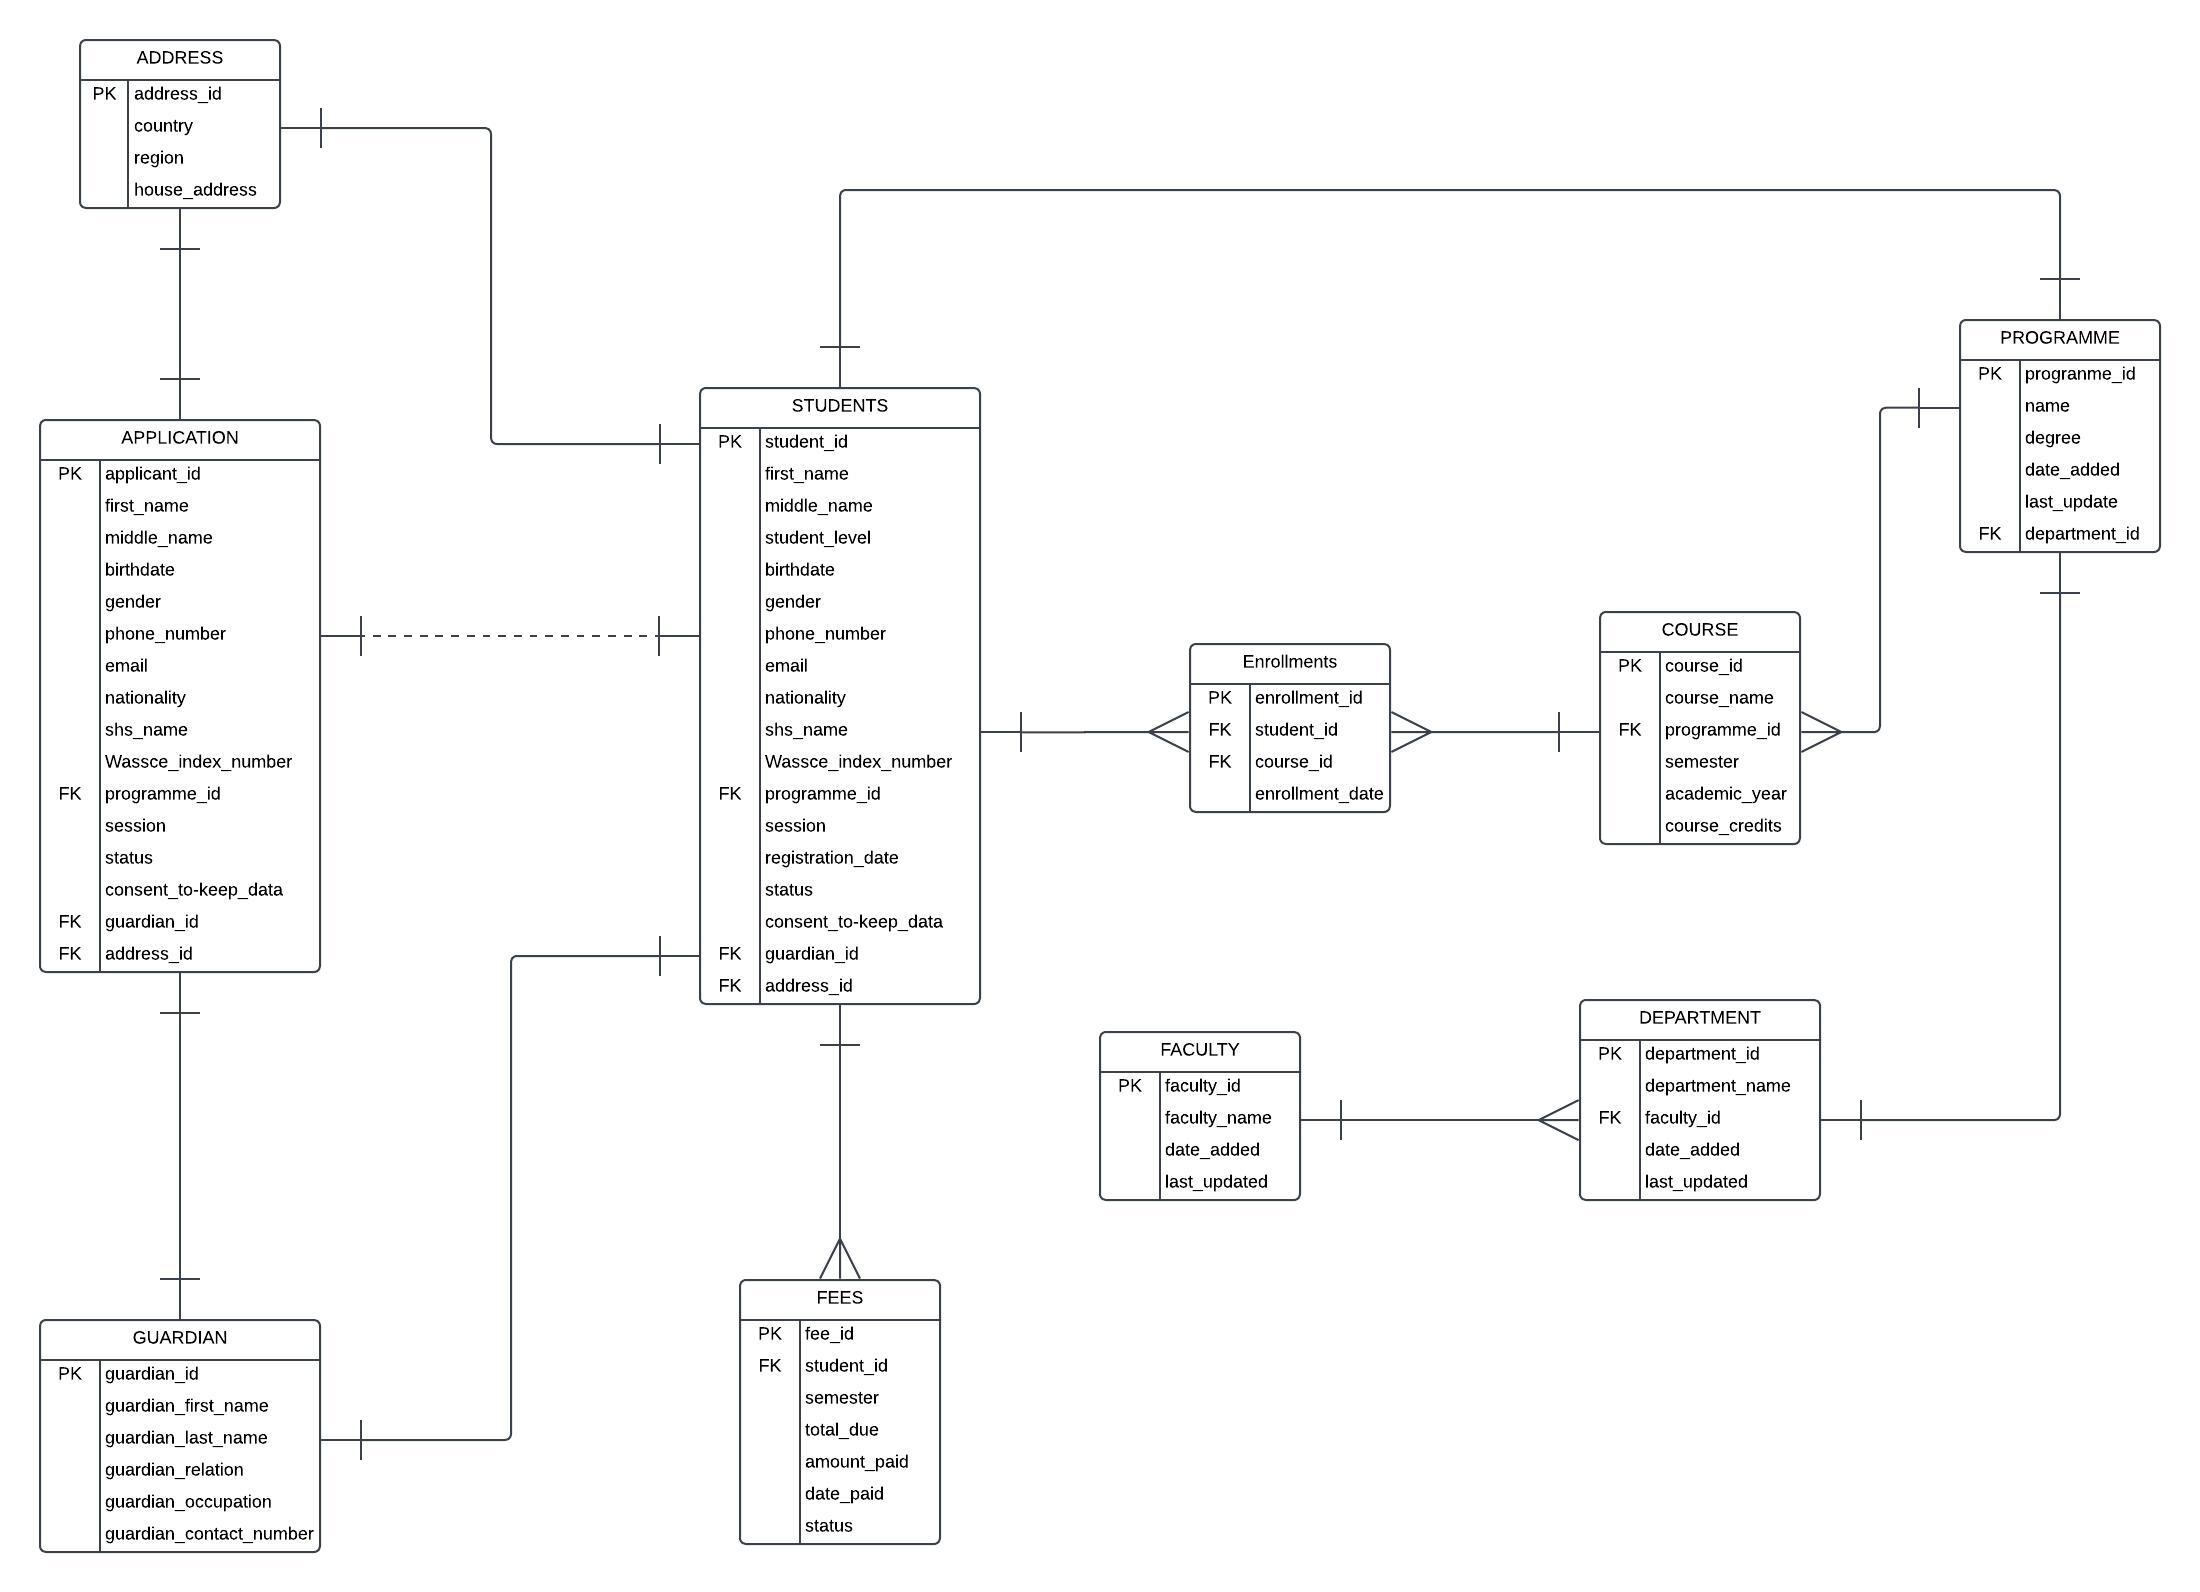 ADDRESS
PK address_id
country
region
house_address
APPLICATION
PK applicant_id
first_name
middle_name
birthdate
gender
phone_number
email
nationality
shs_name
Wassce_index_number
FK programme_id
session
status
consent_to-keep_data
FK guardian_id
FK address_id
GUARDIAN
PK guardian_id
guardian_first_name
guardian_last_name
guardian_relation
guardian_occupation
guardian_contact_number
STUDENTS
PK student_id
first_name
middle_name
student_level
birthdate
gender
phone_number
email
nationality
shs_name
Wassce_index_number
FK programme_id
session
registration_date
status
consent_to-keep_data
FK guardian_id
FK address_id
FEES
PK fee_id
FK student_id
semester
total_due
amount_paid
date_paid
status
Enrollments
PK enrollment_id
FK student_id
FK course_id
enrollment_date
COURSE
PK course_id
course_name
FK programme_id
semester
academic_year
course_credits
PROGRAMME
PK progranme_id
name
degree
date_added
last_update
FK department_id
FACULTY
PK faculty_id
faculty_name
date_added
last_updated
DEPARTMENT
PK department_id
department_name
FK faculty_id
date_added
last_updated